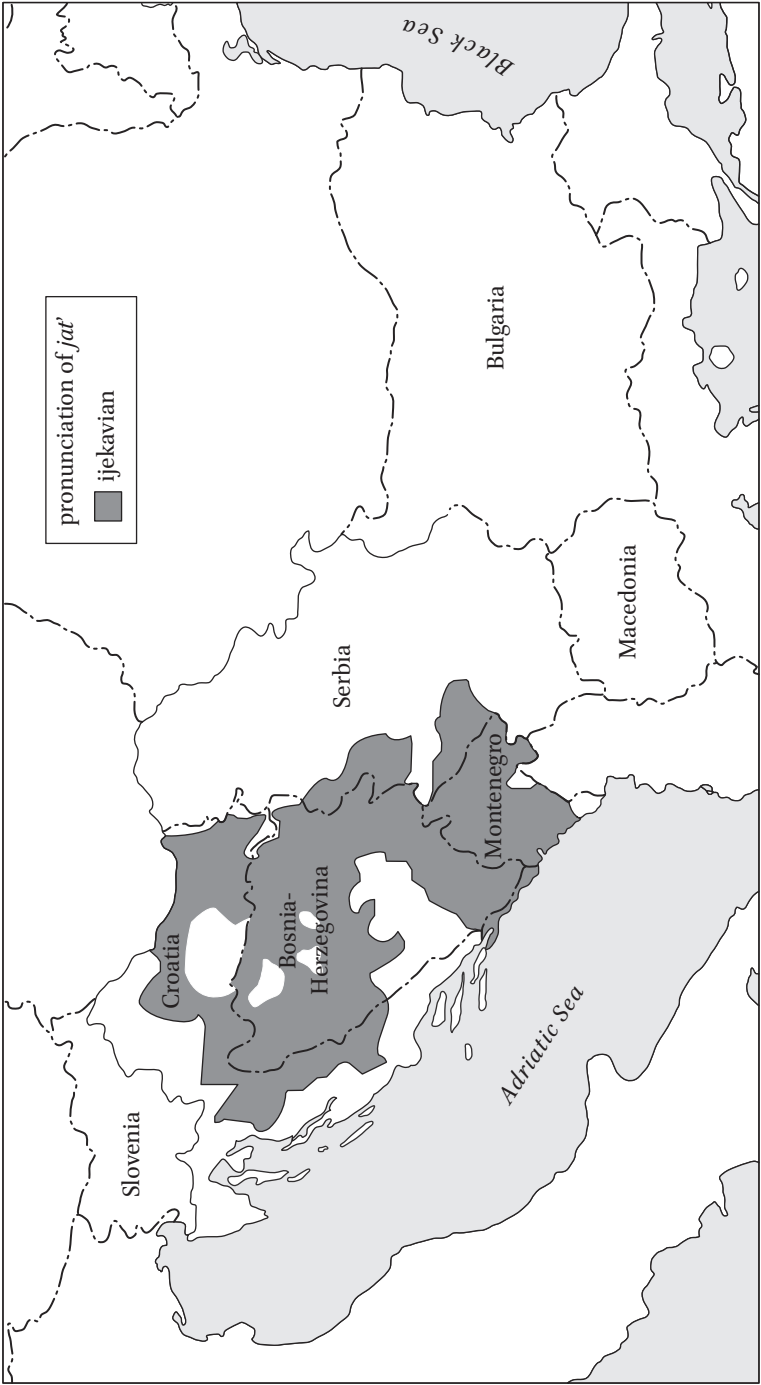 pronunciation of jat’
ijekavian
Slovenia
Croatia
Bosnia-
Herzegovina
Serbia
Montenegro
Macedonia
Bulgaria
Adriatic Sea
Black Sea